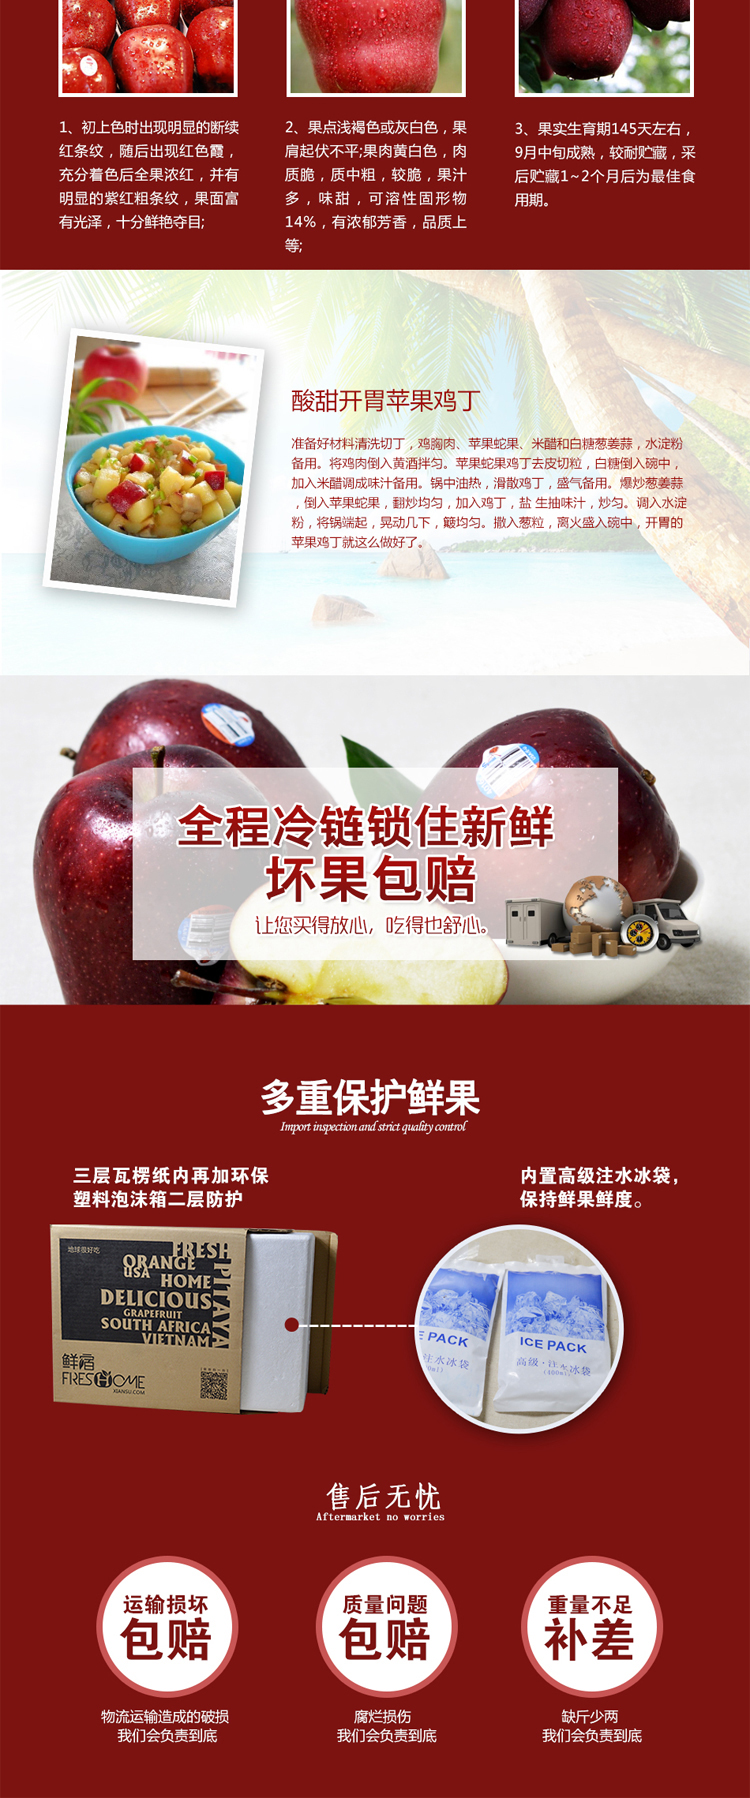 1、初上色时出现明显的断续
红条纹，随后出现红色霞，
充分着色后全果浓红，并有
明显的紫红粗条纹，果面富
有光泽，十分鲜艳夺目;
2、果点浅褐色或灰白色，果
肩起伏不平;果肉黄白色，肉
质脆，质中粗，较脆，果汁
多，味甜，可溶性固形物
14%，有浓郁芳香，品质上
等;
3、果实生育期145天左右，
9月中旬成熟，较耐贮藏，采
后贮藏1~2个月后为最佳食
用期。
酸甜开胃苹果鸡丁
准备好材料清洗切丁，鸡胸肉、苹果蛇果、米醋和白糖葱姜蒜，水淀粉
备用。将鸡肉倒入黄酒拌匀。苹果蛇果鸡丁去皮切粒，白糖倒入碗中，
加入米醋调成味汁备用。锅中油热，滑散鸡丁，盛气备用。爆炒葱姜蒜
，倒入苹果蛇果，翻炒均匀，加入鸡丁，盐 生抽味汁，炒匀。调入水淀
粉，将锅端起，晃动几下，簸均匀。撒入葱粒，离火盛入碗中，开胃的
苹果鸡丁就这么做好了。
全程冷链锁住新鲜
坏果包赔
让您买得放心，吃得也舒心。
多重保护鲜果
Import inspection and strict quality control
三层瓦楞纸内再加环保
塑料泡沫箱二层防护
内置高级注水冰袋，
保持鲜果鲜度。
地球很好吃
FRESH
ORANGE
USA
HOME
DELICIOUS
GRAPEFRUIT
SOUTH AFRICA
VIETNAM
PITAYA
鲜宿
FRESHOME
XIANSU.COM
E PACK
注水冰袋
ICE PACK
高级·注水冰袋
(400ml)
售后无忧
Aftermarket no worries
运输损坏
包赔
物流运输造成的破损
我们会负责到底
质量问题
包赔
腐烂损伤
我们会负责到底
重量不足
补差
缺斤少两
我们会负责到底